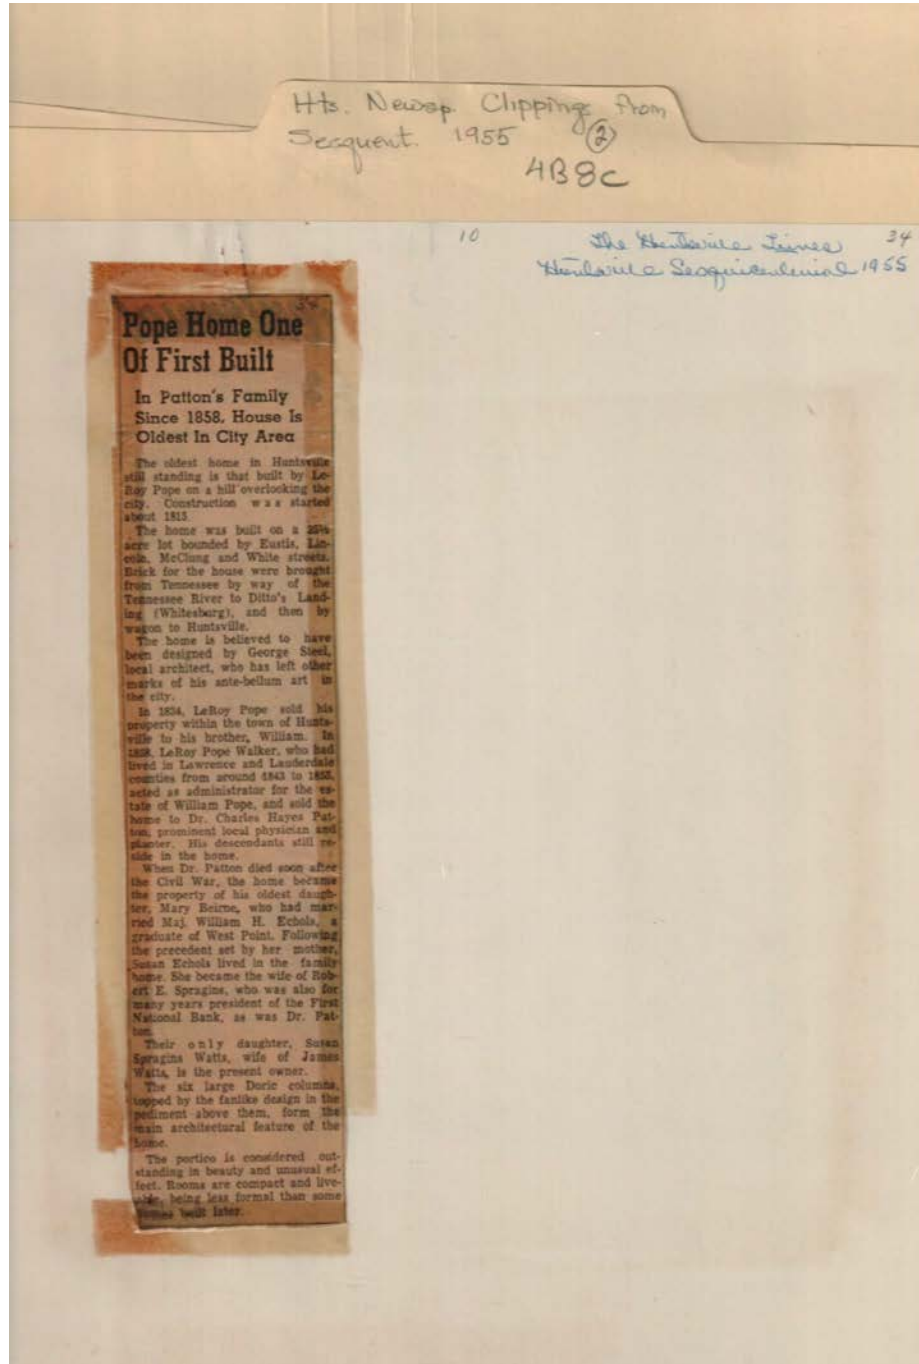 Hts. Newsp. Clippings from
Sesquent. 1955 2
4B8C
10
The Huntsville Times 34
Huntsville Sesquicentennial 1955
34
Pope Home One
Of First Built
In Patton's Family
Since 1858, House Is
Oldest In City Area
The oldest home in Huntsville
still standing is that built by Le-
Roy Pope on a hill overlooking the
city. Construction was started
about 1815.
The home was built on a
acre lot bounded by Eustis, Lin-
coln, McClung and White streets.
Brick for the house were brought
from Tennessee by way of the
Tennessee River to Ditto's Land-
ing (Whitesburg), and then by
wagon to Huntsville.
The home is believed to have
been designed by George Steel,
local architect, who has left other
marks of his ante-bellum art in
the city.
In 1834, LeRoy Pope sold his
property within the town of Hunts-
ville to his brother, William. In
1858, LeRoy Pope Walker, who had
lived in Lawrence and Lauderdale
counties from around 1843 to 1855,
acted as administrator for the es-
tate of William Pope, and sold the
home to Dr. Charles Hayes Pat-
ton, prominent local physician and
planter. His descendants still re-
side in the home.
When Dr. Patton died soon after
the Civil War, the home became
the property of his oldest daugh-
ter, Mary Beirne, who had mar-
ried Maj. William H. Echols, a
graduate of West Point. Following
the precedent set by her mother,
Susan Echols lived in the family
home. She became the wife of Rob-
ert E. Spragins, who was also for
many years president of the First
National Bank, as was Dr. Pat-
ton.
Their only daughter, Susan
Spragins Watts, wife of James
Watts, is the present owner.
The six large Doric columns,
topped by the fanlike design in the
pediment above them, form the
main architectural feature of the
home.
The portico is considered out-
standing in beauty and unusual ef-
fect. Rooms are compact and live-
able, being less formal than some
homes built later.